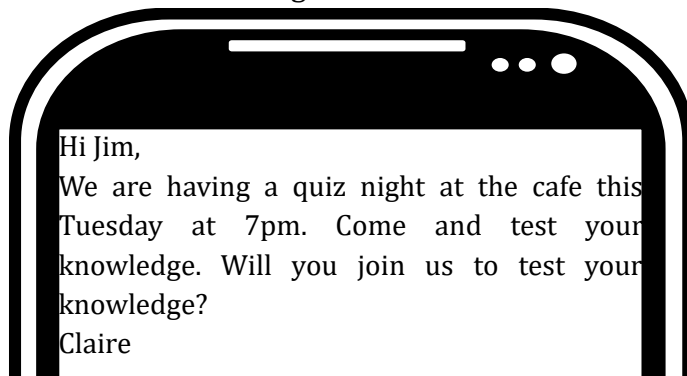 Hi Jim,
We are having a quiz night at the cafe this
Tuesday at 7pm. Come and test your
knowledge. Will you join us to test your
knowledge?
Claire